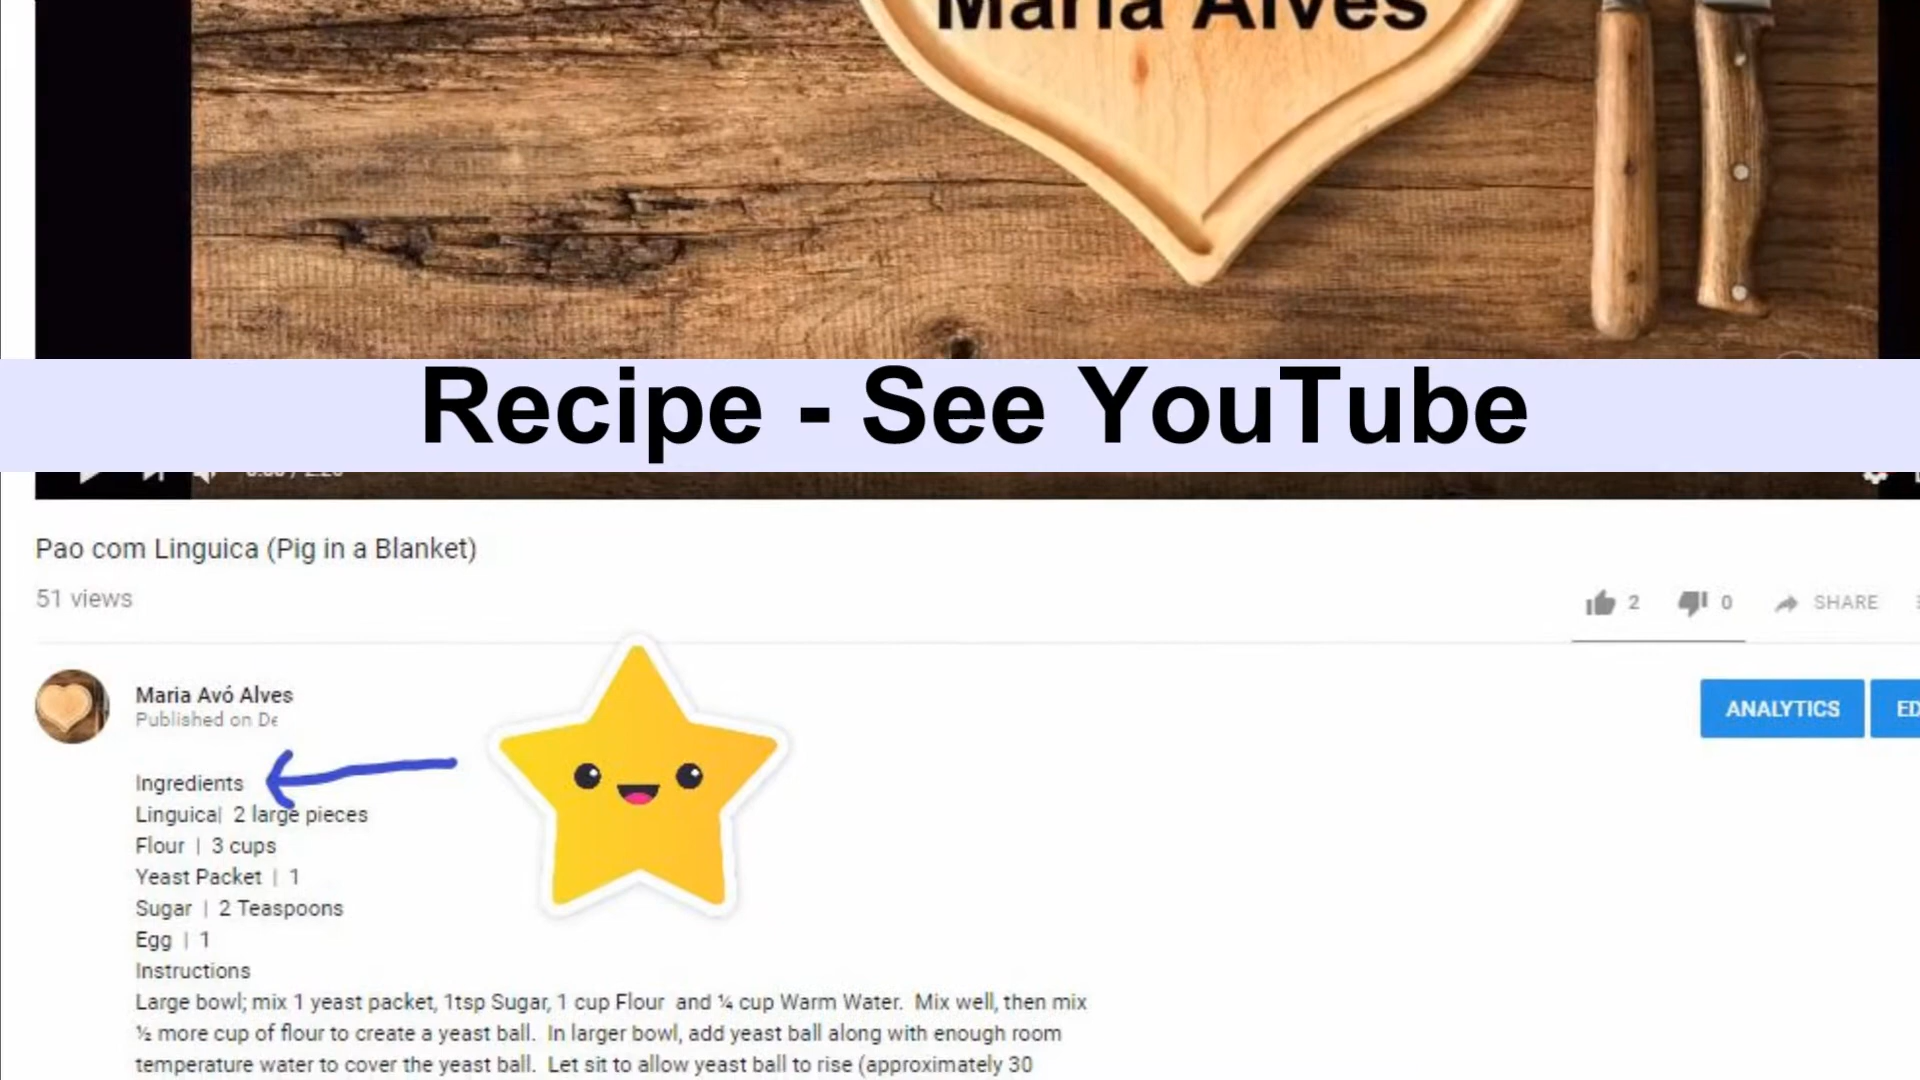 Maria Alves
Recipe - See YouTube
Pao com Linguica (Pig in a Blanket)
51 views
2 0 SHARE
Maria Avó Alves
Published on De
ANALYTICS ED
Ingredients
Linguica| 2 large pieces
Flour | 3 cups
Yeast Packet | 1
Sugar | 2 Teaspoons
Egg | 1
Instructions
Large bowl; mix 1 yeast packet, 1tsp Sugar, 1 cup Flour and ¼ cup Warm Water. Mix well, then mix
½ more cup of flour to create a yeast ball. In larger bowl, add yeast ball along with enough room
temperature water to cover the yeast ball. Let sit to allow yeast ball to rise (approximately 30